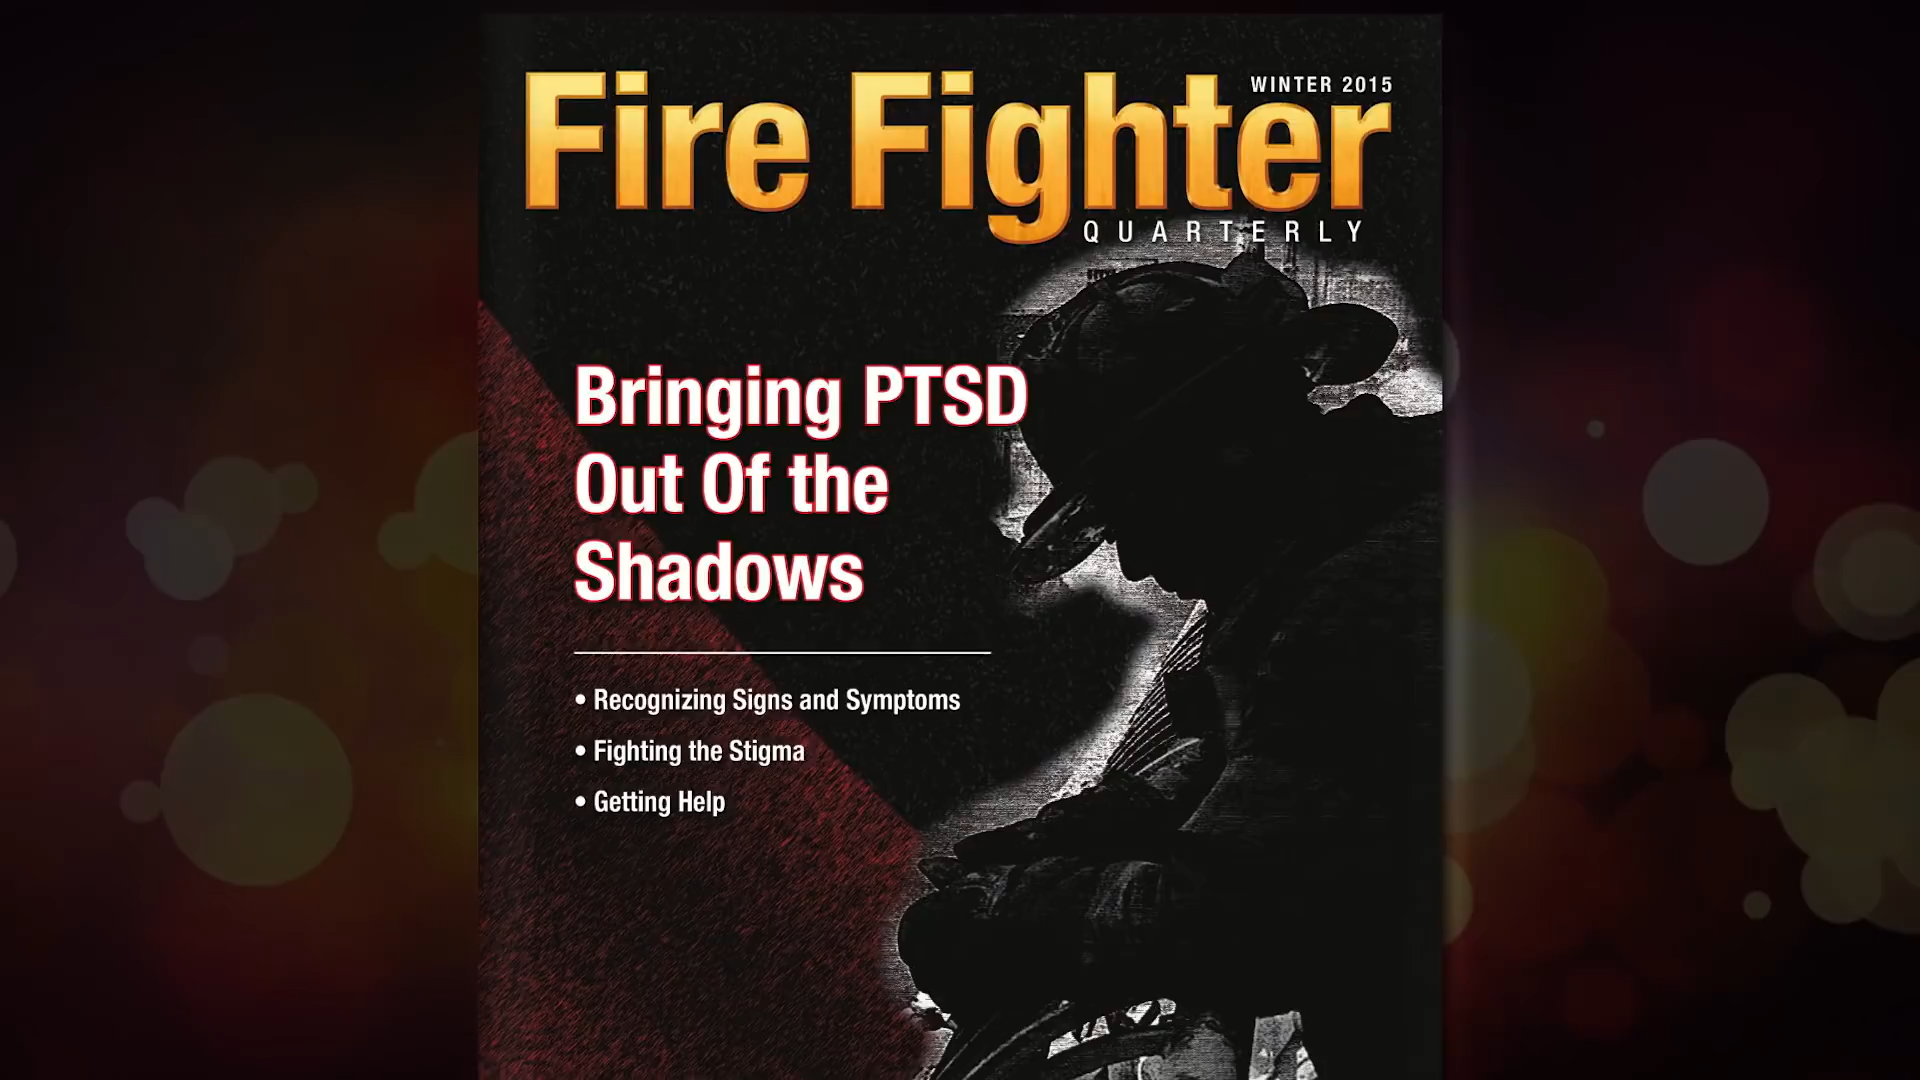 WINTER 2015
Fire Fighter
QUARTERLY
Bringing PTSD
Out Of the
Shadows
• Recognizing Signs and Symptoms
• Fighting the Stigma
• Getting Help